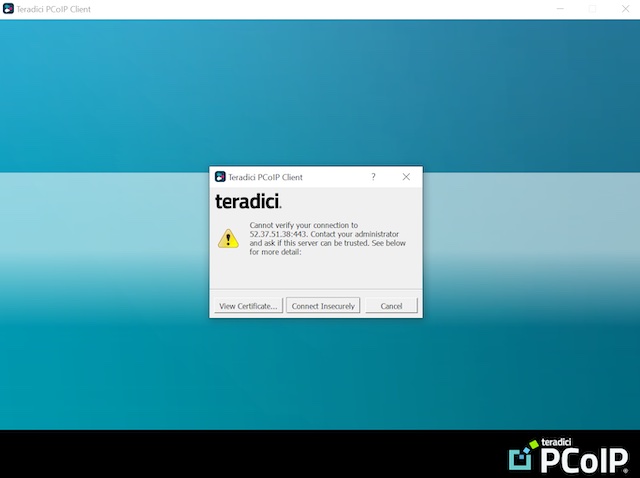 Teradici PCoIP Client
Teradici PCoIP Client
?
teradici.
Cannot verify your connection to
52.37.51.38:443. Contact your administrator
and ask if this server can be trusted. See below
for more detail:
View Certificate...
Connect Insecurely
Cancel
teradici
PCoIP®